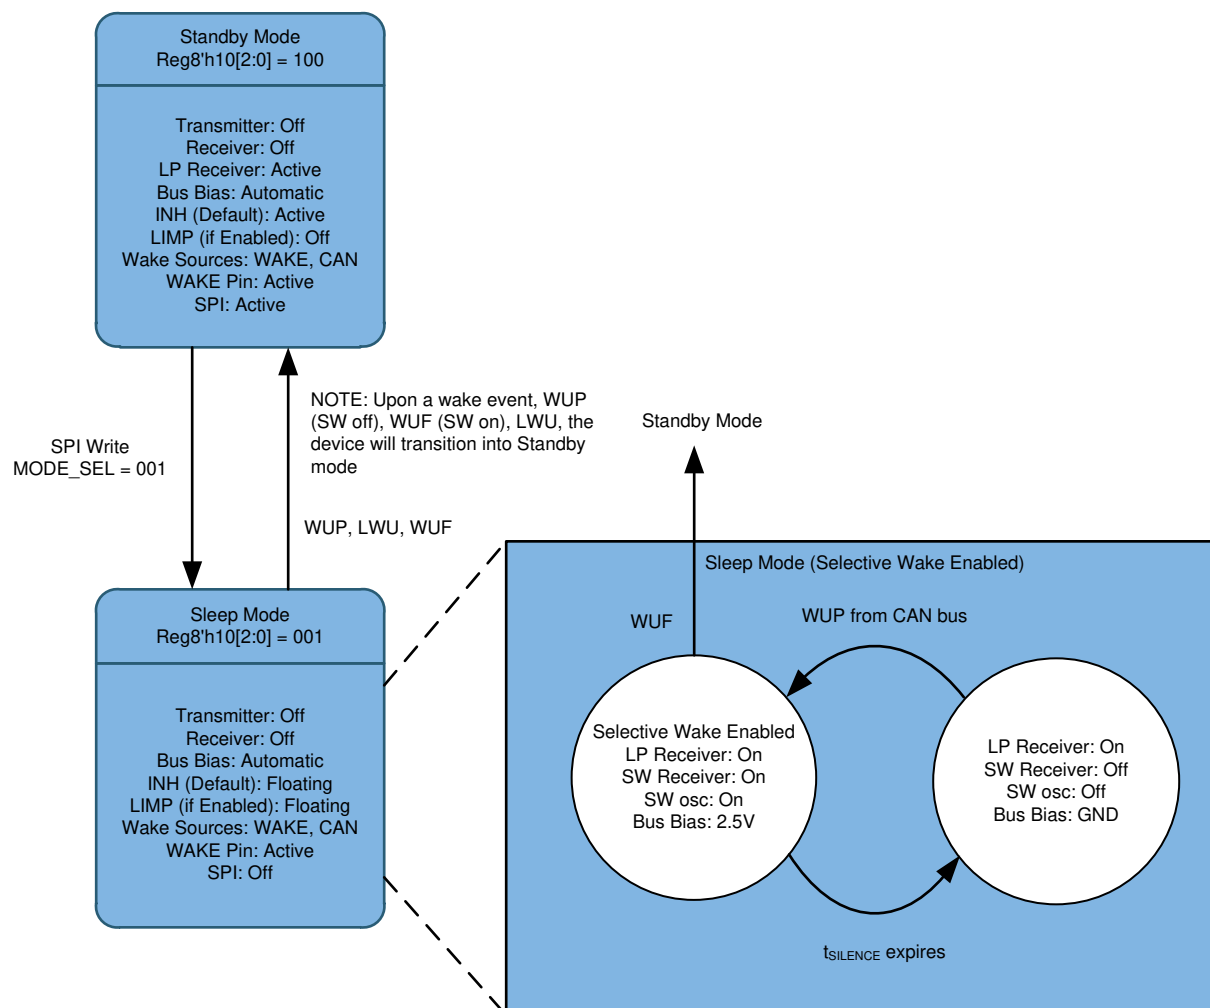 Standby Mode
Reg8'h10[2:0] = 100
Transmitter: Off
Receiver: Off
LP Receiver: Active
Bus Bias: Automatic
INH (Default): Active
LIMP (if Enabled): Off
Wake Sources: WAKE, CAN
WAKE Pin: Active
SPI: Active
SPI Write
MODE_SEL = 001
NOTE: Upon a wake event, WUP
(SW off), WUF (SW on), LWU, the
device will transition into Standby
mode
WUP, LWU, WUF
Sleep Mode
Reg8'h10[2:0] = 001
Transmitter: Off
Receiver: Off
Bus Bias: Automatic
INH (Default): Floating
LIMP (if Enabled): Floating
Wake Sources: WAKE, CAN
WAKE Pin: Active
SPI: Off
Standby Mode
Sleep Mode (Selective Wake Enabled)
WUF
WUP from CAN bus
Selective Wake Enabled
LP Receiver: On
SW Receiver: On
SW osc: On
Bus Bias: 2.5V
LP Receiver: On
SW Receiver: Off
SW osc: Off
Bus Bias: GND
tSILENCE expires